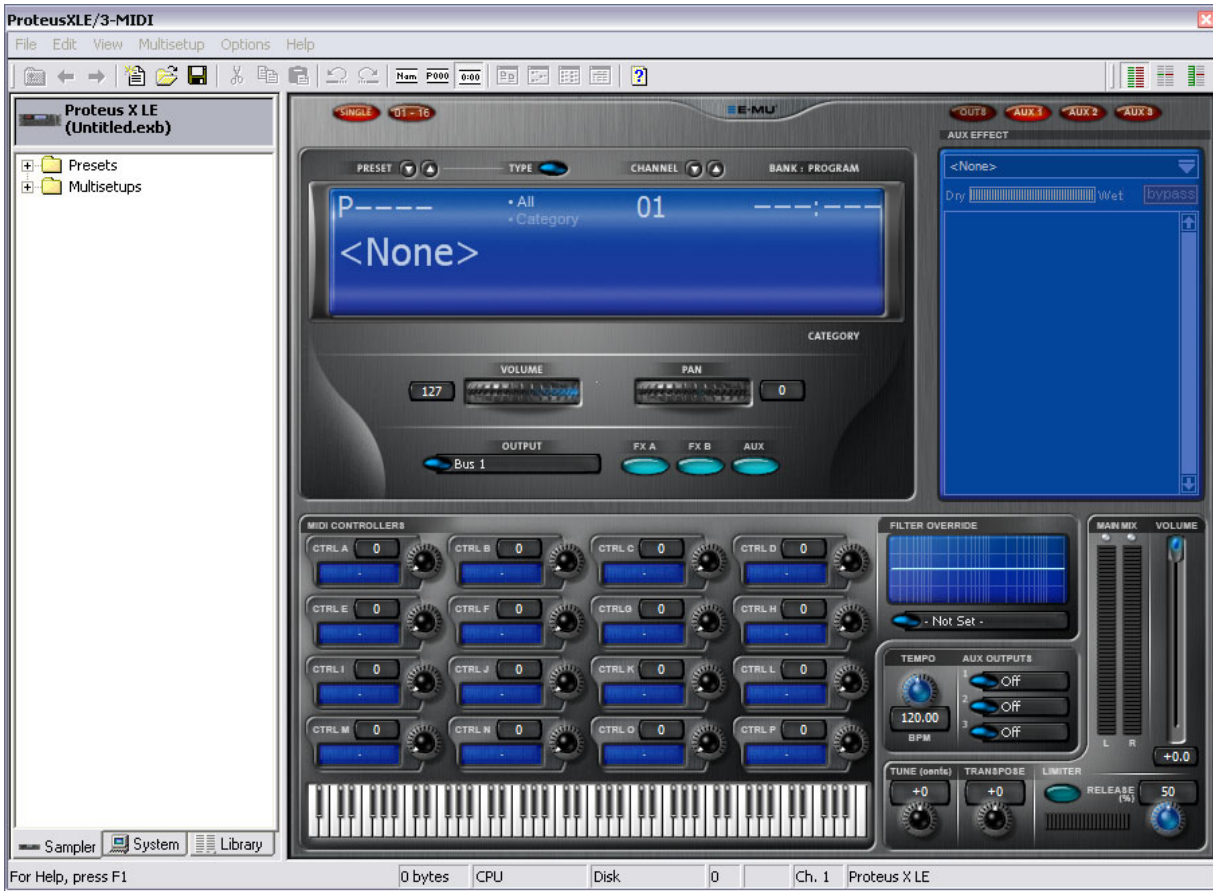 ProteusXLE/3-MIDI
File Edit View Multisetup Options Help
Nam P000 0:00
Proteus X LE
(Untitled.exb)
Presets
Multisetups
SINGLE 01 - 16
E-MU
OUTS AUX 1 AUX 2 AUX 3
AUX EFFECT
<None>
Dry Wet bypass
PRESET TYPE CHANNEL BANK : PROGRAM
P---- • All 01 ---:---
• Category
<None>
CATEGORY
VOLUME PAN
127 0
OUTPUT FX A FX B AUX
Bus 1
MIDI CONTROLLERS
CTRL A 0 CTRL B 0 CTRL C 0 CTRL D 0
- - - -
CTRL E 0 CTRL F 0 CTRLG 0 CTRL H 0
- - - -
CTRL I 0 CTRL J 0 CTRL K 0 CTRL L 0
- - - -
CTRL M 0 CTRL N 0 CTRL O 0 CTRL P 0
- - - -
FILTER OVERRIDE
- Not Set -
TEMPO AUX OUTPUTS
1 Off
2 Off
120.00
3 Off
BPM
MAIN MIX VOLUME
L R
+0.0
TUNE (cents) TRANSPOSE LIMITER
+0 +0 RELEASE (%) 50
Sampler System Library
For Help, press F1 0 bytes CPU Disk 0 Ch. 1 Proteus X LE